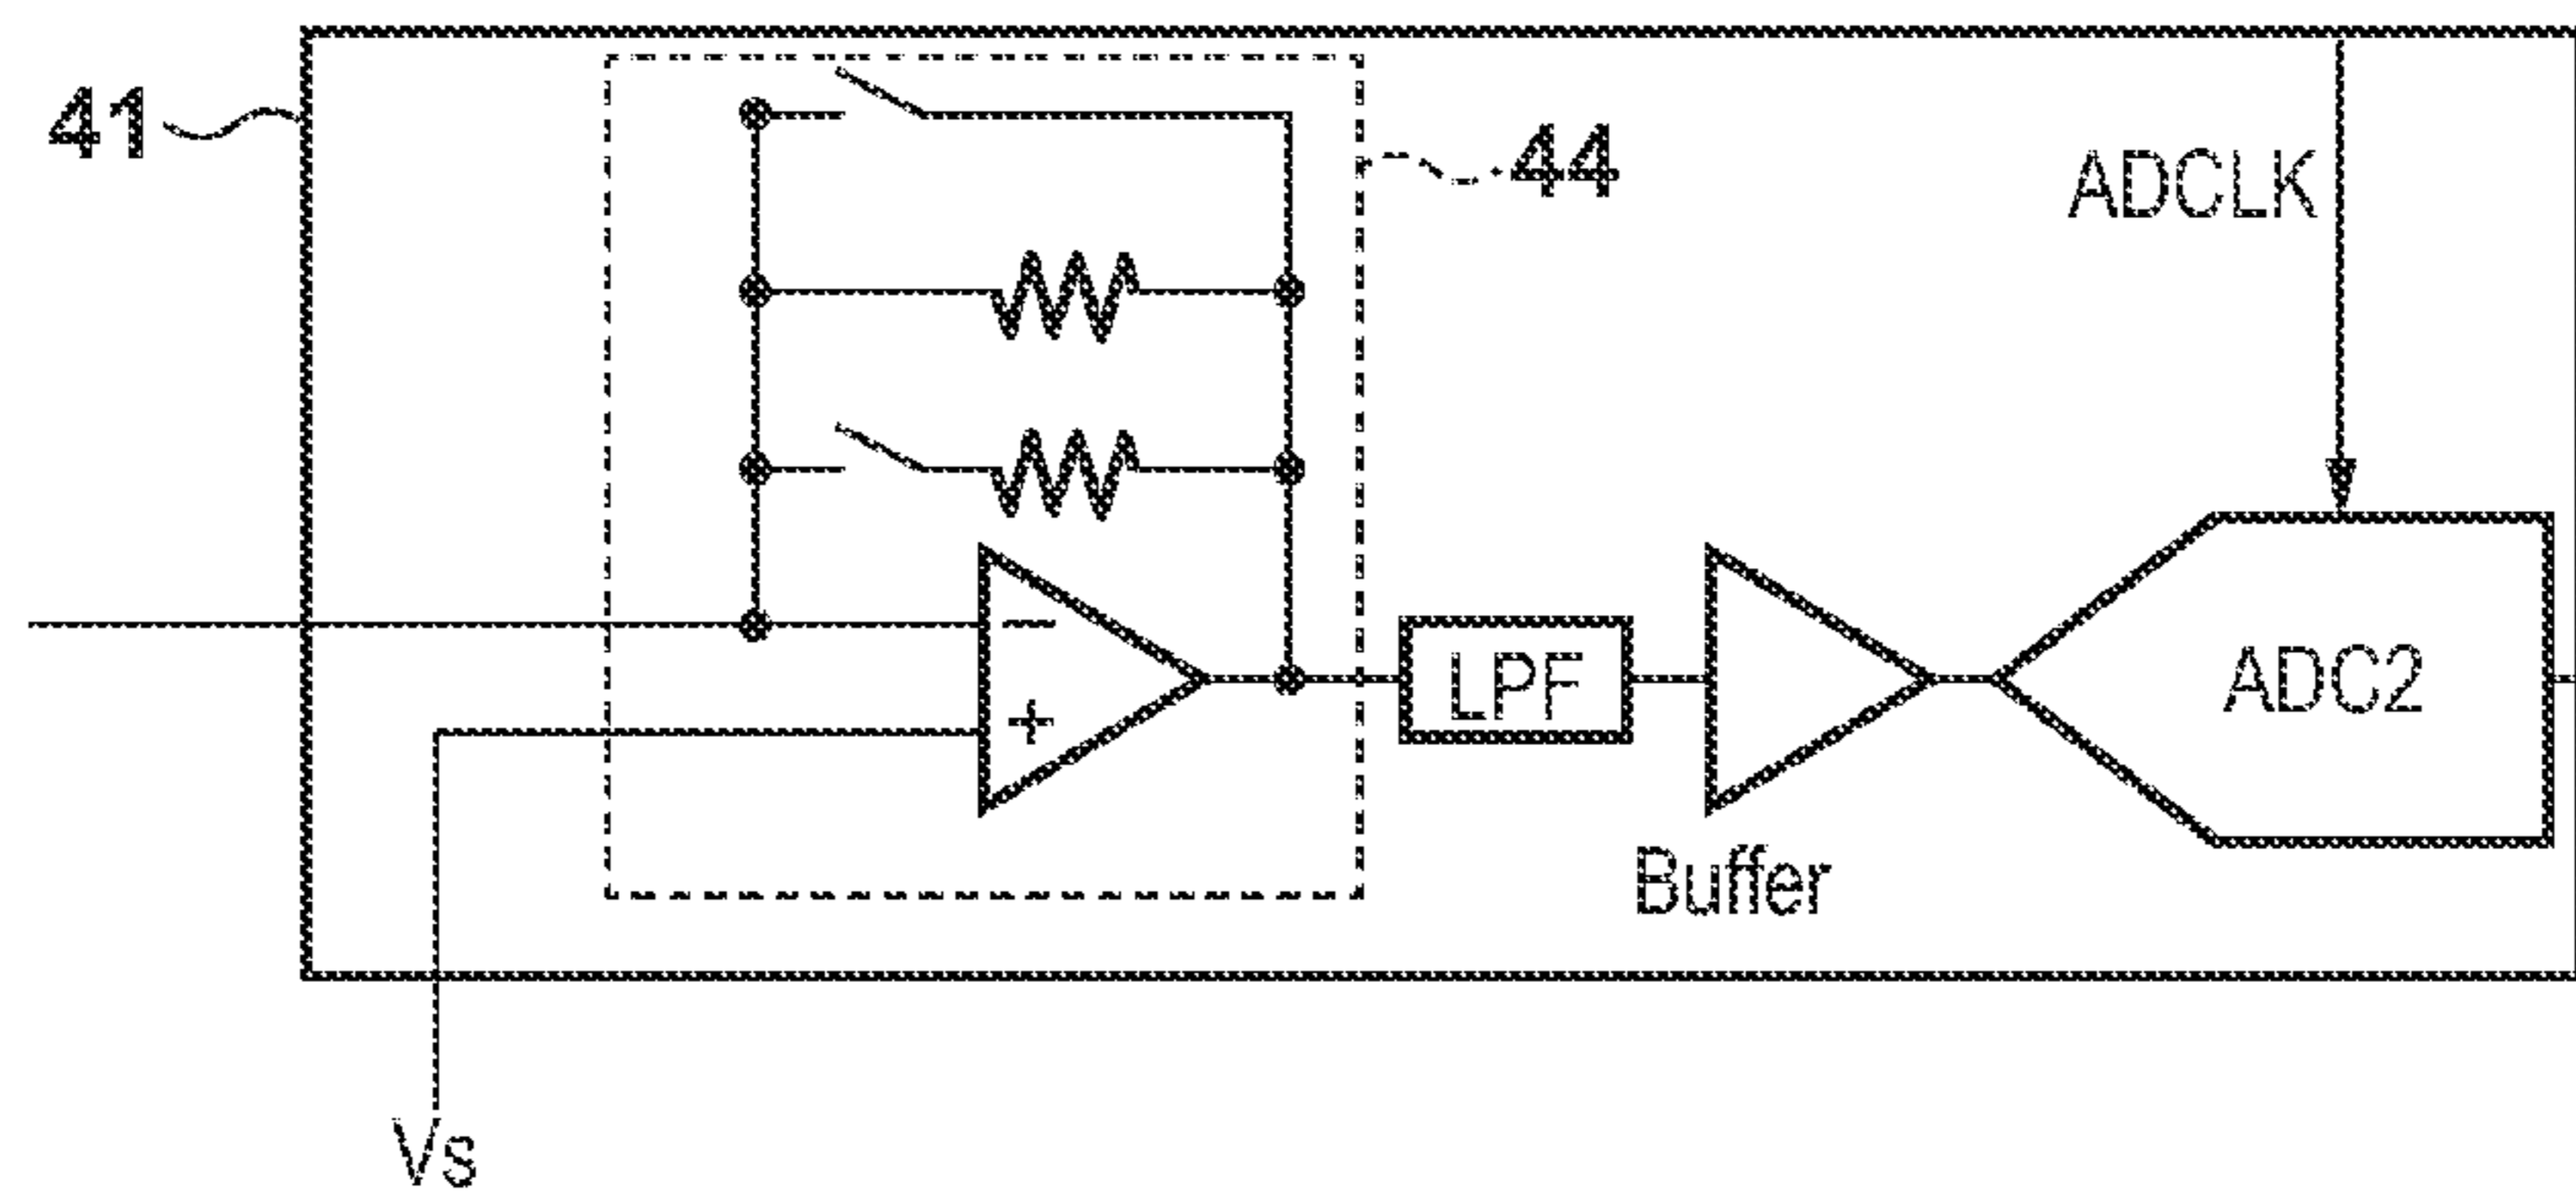 41
44
ADCLK
−
+
LPF
ADC2
Buffer
Vs